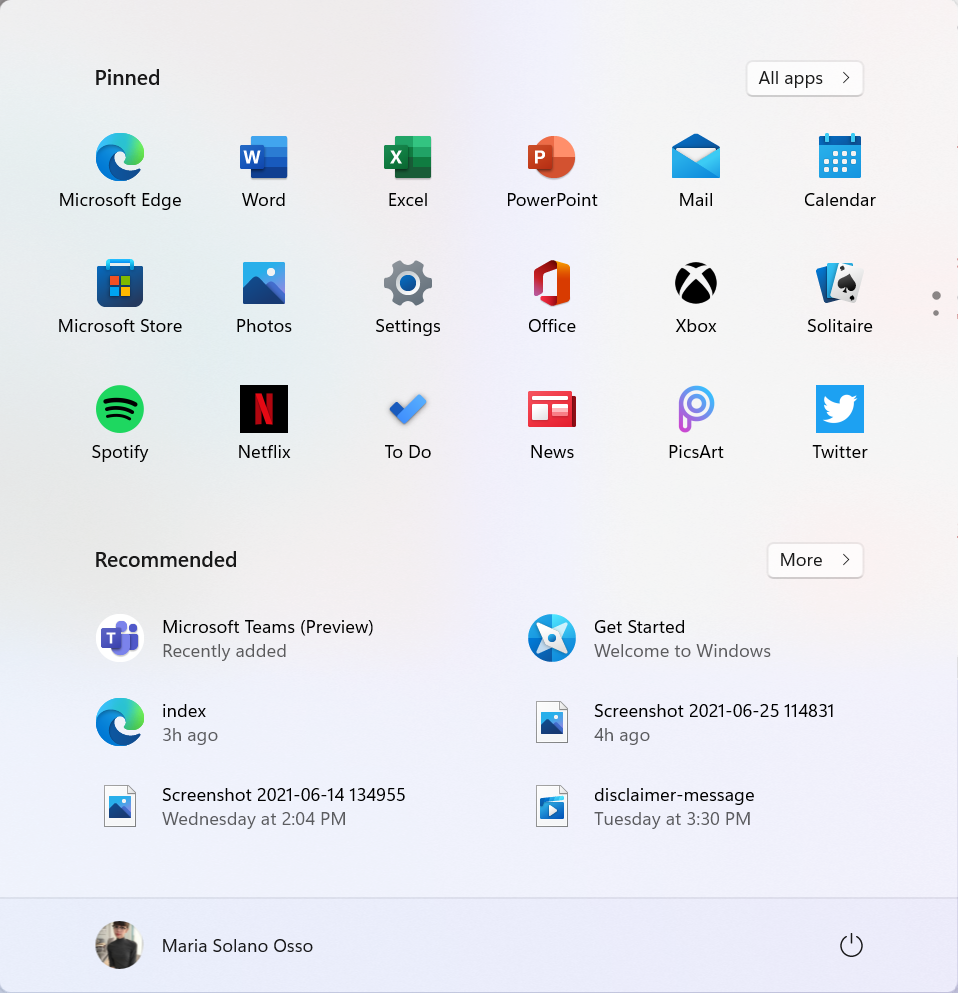 Pinned
All apps
Microsoft Edge
Word
Excel
PowerPoint
Mail
Calendar
Microsoft Store
Photos
Settings
Office
Xbox
Solitaire
Spotify
Netflix
To Do
News
PicsArt
Twitter
Recommended
More
Microsoft Teams (Preview)
Recently added
Get Started
Welcome to Windows
index
3h ago
Screenshot 2021-06-25 114831
4h ago
Screenshot 2021-06-14 134955
Wednesday at 2:04 PM
disclaimer-message
Tuesday at 3:30 PM
Maria Solano Osso